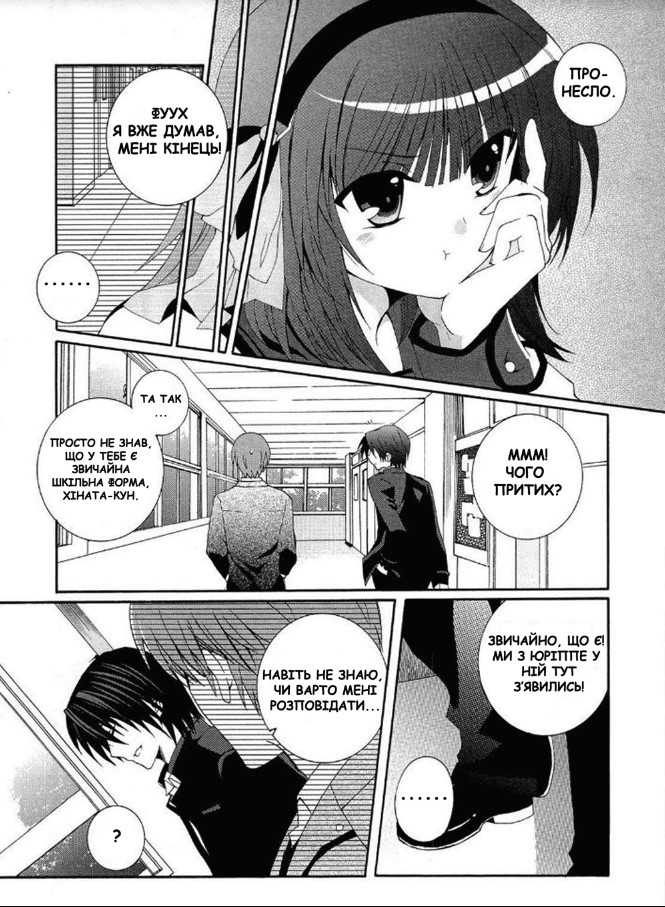 ПРО-
НЕСЛО.
ФУУХ
Я ВЖЕ ДУМАВ,
МЕНІ КІНЕЦЬ!
......
МММ!
ЧОГО
ПРИТИХ?
ТА ТАК
...
ПРОСТО НЕ ЗНАВ,
ЩО У ТЕБЕ Є
ЗВИЧАЙНА
ШКІЛЬНА ФОРМА,
ХІНАТА-КУН.
ЗВИЧАЙНО, ЩО Є!
МИ З ЮРІППЕ У
НІЙ ТУТ
З'ЯВИЛИСЬ!
......
НАВІТЬ НЕ ЗНАЮ,
ЧИ ВАРТО МЕНІ
РОЗПОВІДАТИ...
?